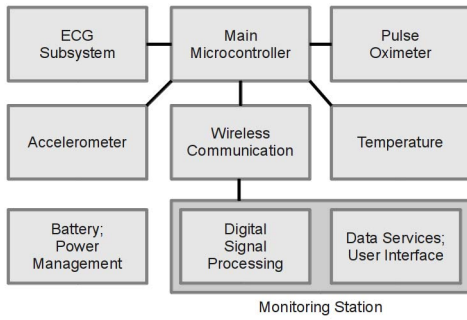 ECG
Subsystem
Main
Microcontroller
Pulse
Oximeter
Accelerometer
Wireless
Communication
Temperature
Battery;
Power
Management
Digital
Signal
Processing
Data Services;
User Interface
Monitoring Station